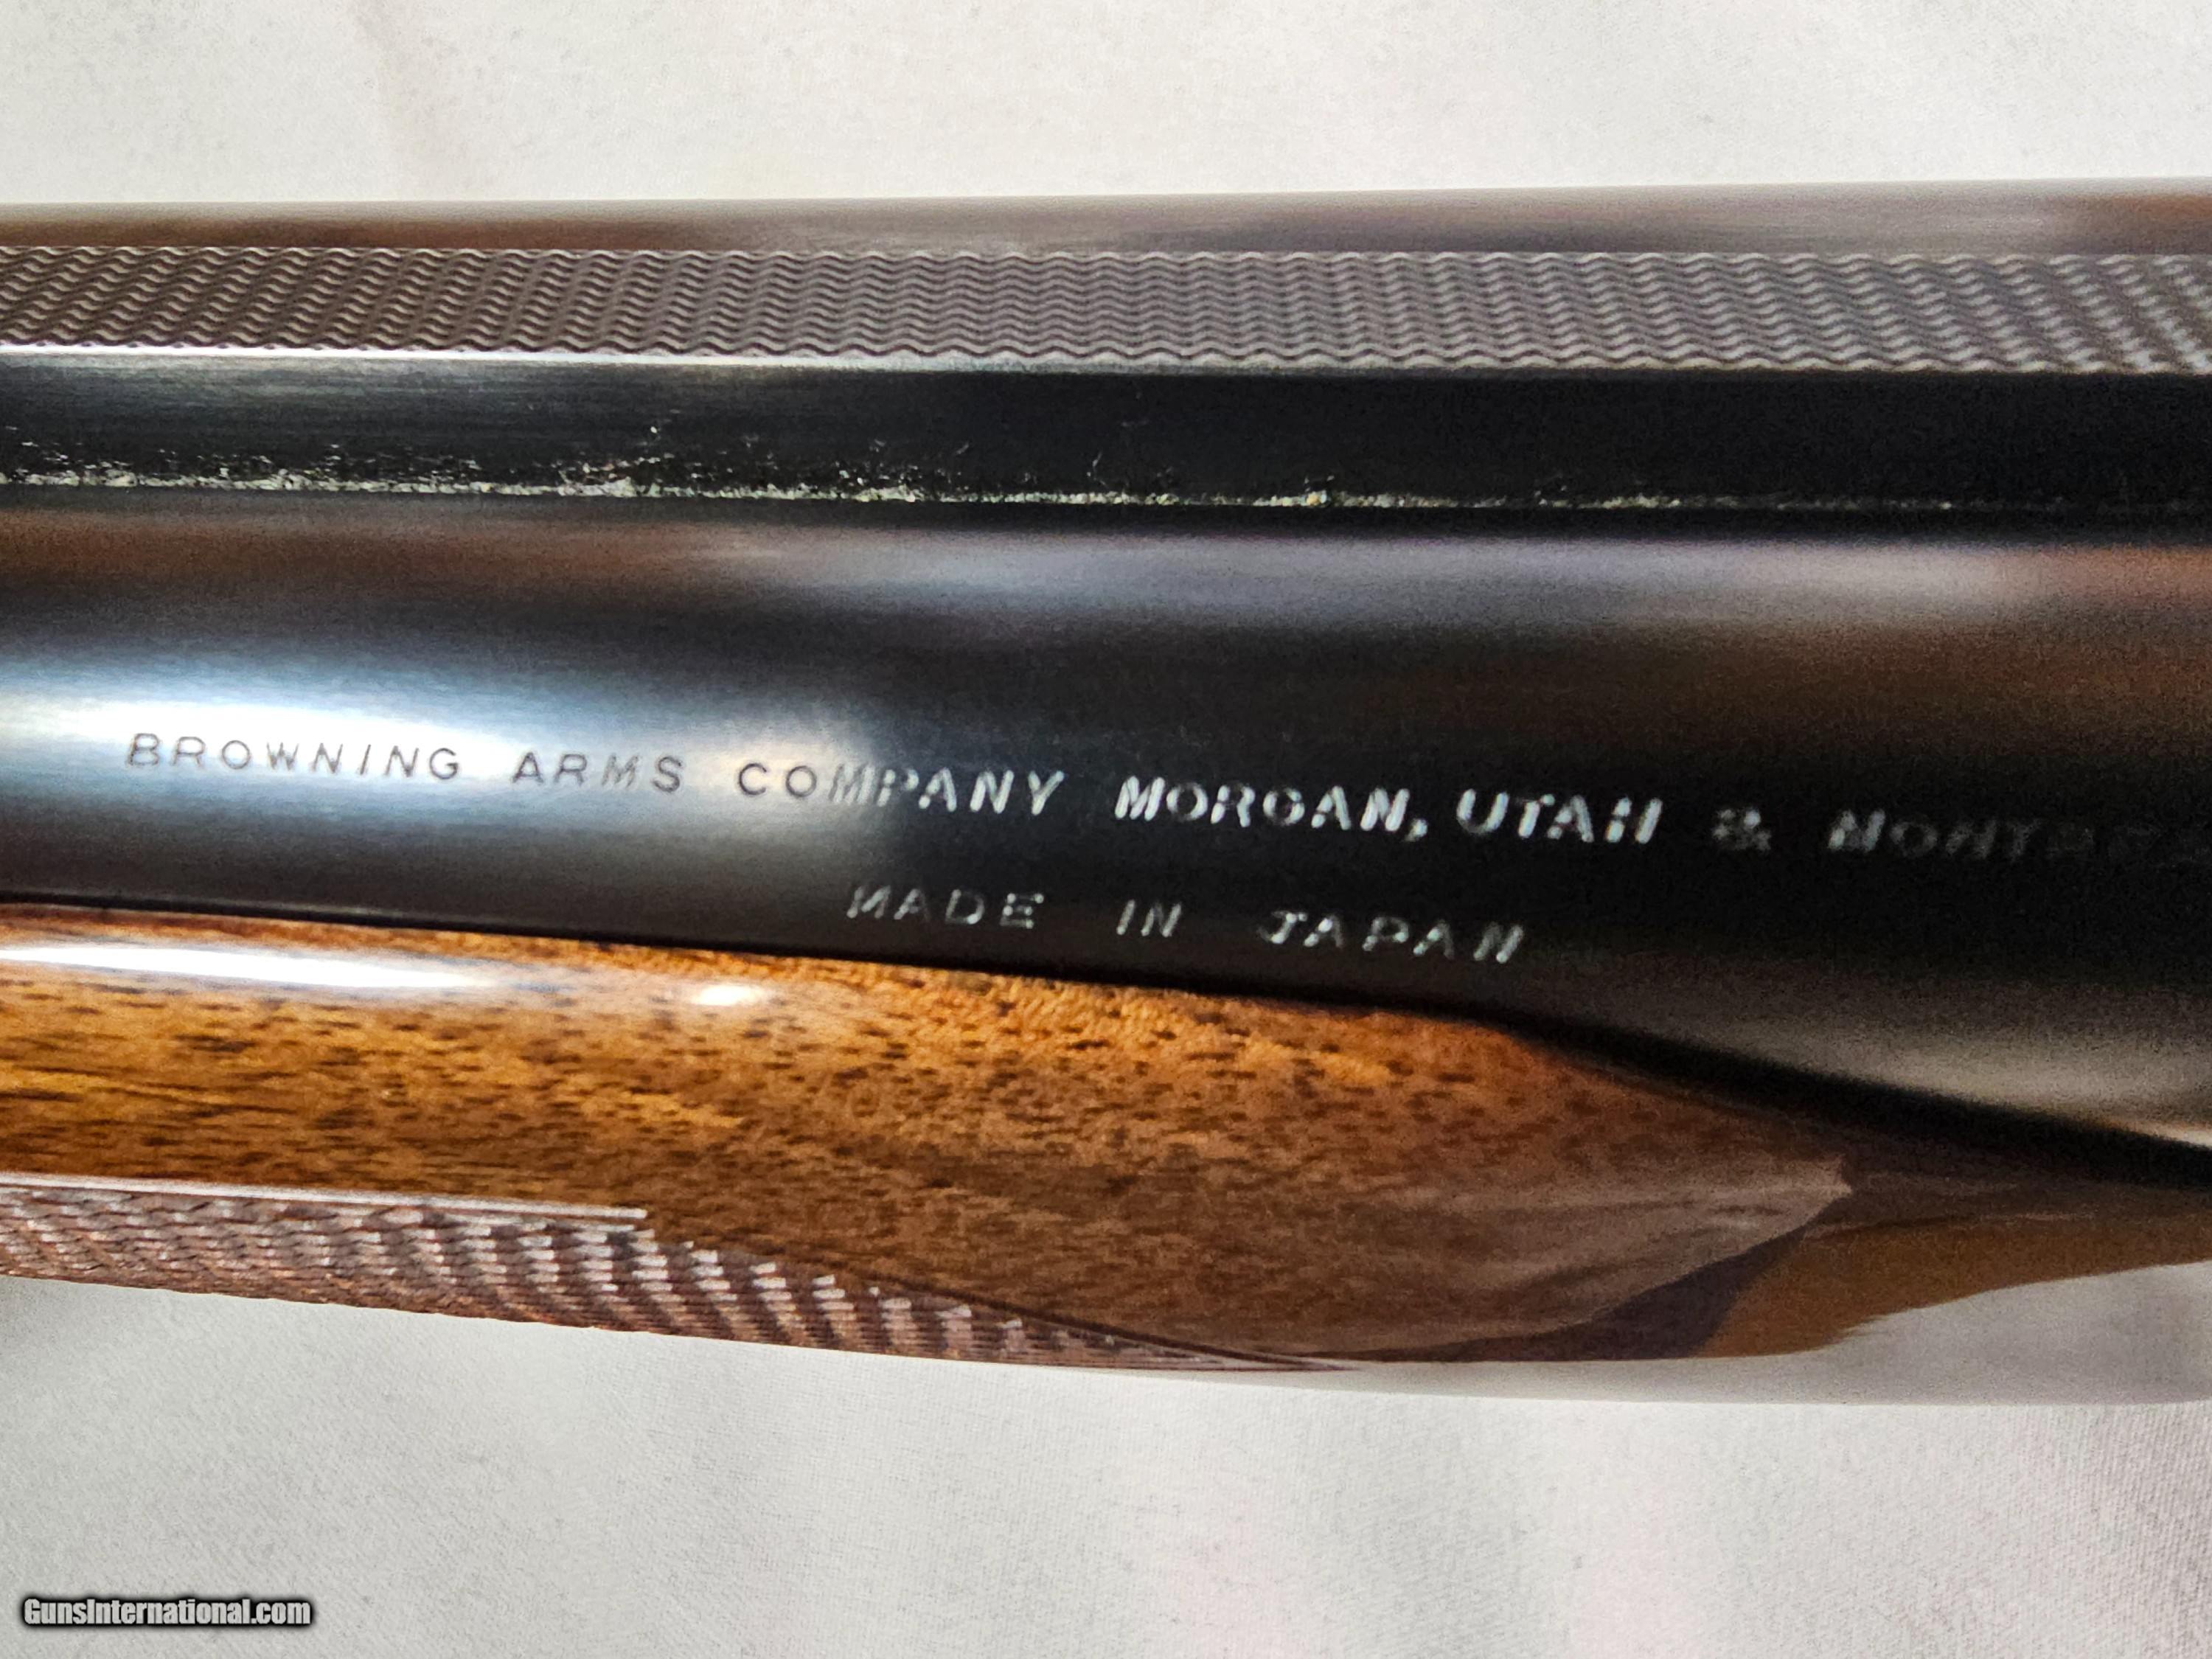 BROWNING ARMS COMPANY MORGAN, UTAH &
MADE IN JAPAN
GunsInternational.com